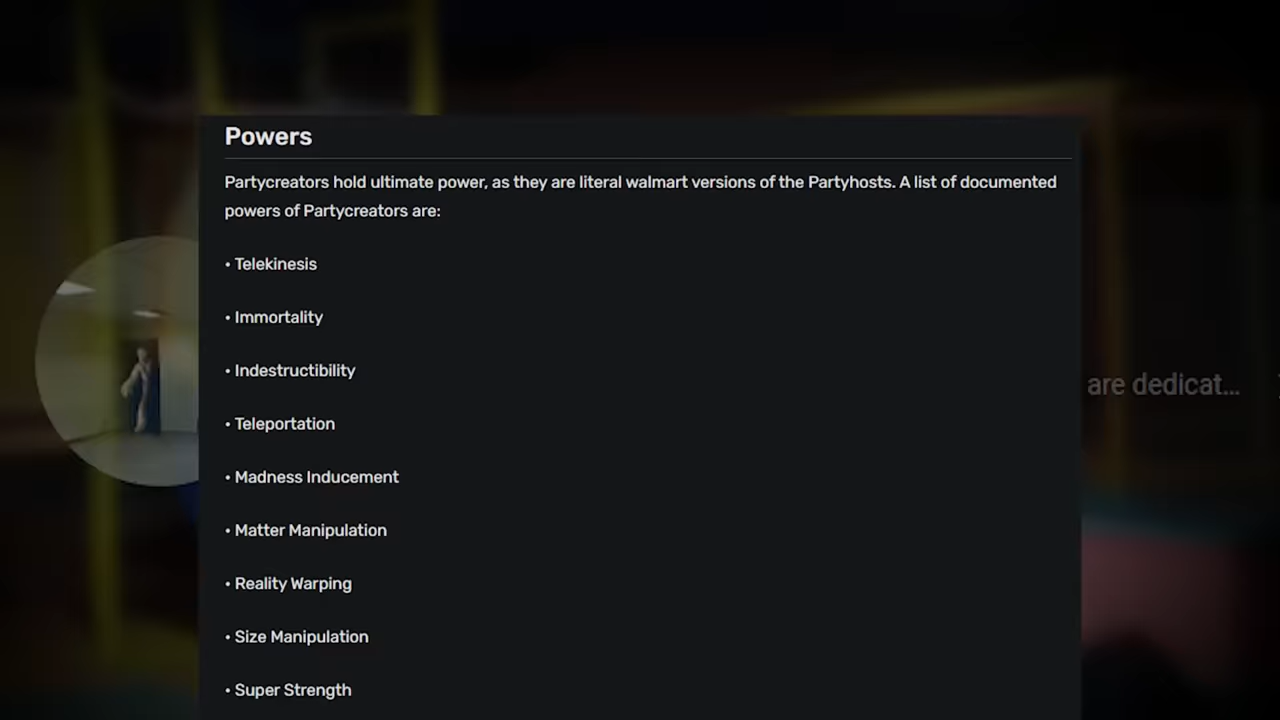 Powers
Partycreators hold ultimate power, as they are literal walmart versions of the Partyhosts. A list of documented
powers of Partycreators are:
• Telekinesis
• Immortality
• Indestructibility
are dedicat...
• Teleportation
• Madness Inducement
• Matter Manipulation
• Reality Warping
• Size Manipulation
• Super Strength